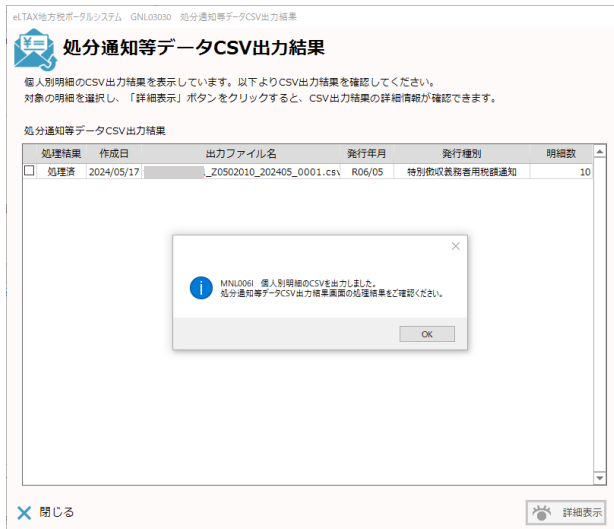 eLTAX地方税ポータルシステム GNL03030 処分通知等データCSV出力結果
処分通知等データCSV出力結果
個人別明細のCSV出力結果を表示しています。以下よりCSV出力結果を確認してください。
対象の明細を選択し、「詳細表示」ボタンをクリックすると、CSV出力結果の詳細情報が確認できます。
処分通知等データCSV出力結果
処理結果 作成日 出力ファイル名 発行年月 発行種別 明細数
処理済 2024/05/17 _Z0502010_202405_0001.csv R06/05 特別徴収義務者用税額通知 10
MNL006I 個人別明細のCSVを出力しました。
処分通知等データCSV出力結果画面の処理結果をご確認ください。
OK
閉じる 詳細表示